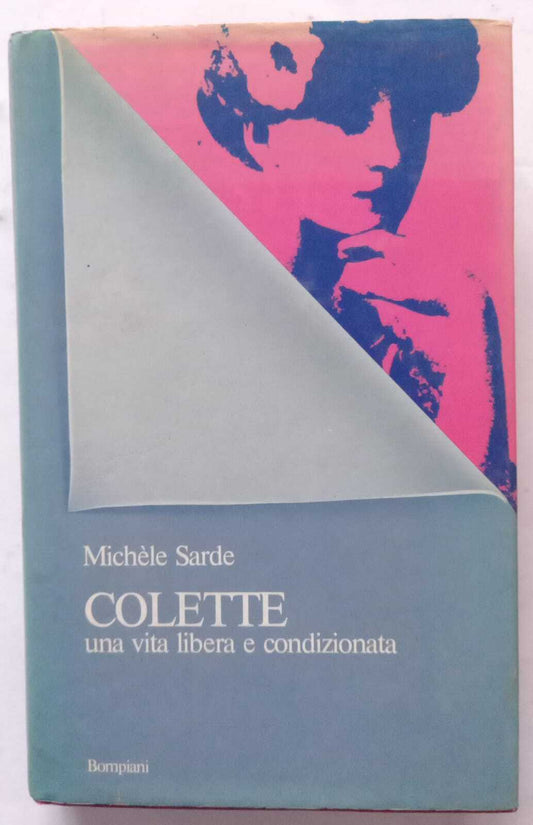 Michèle Sarde
COLETTE
una vita libera e condizionata
Bompiani